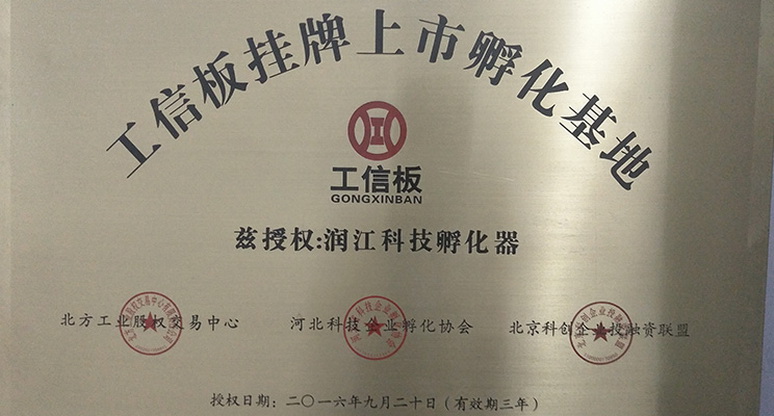 工信板挂牌上市孵化基地
工信板
GONGXINBAN
兹授权:润江科技孵化器
北方工业股权交易中心
河北科技企业孵化协会
北京科创企业投融资联盟
授权日期:二〇一六年九月二十日(有效期三年)